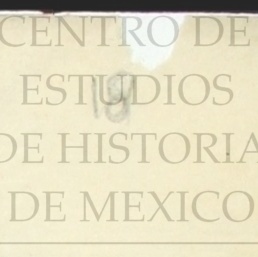 CENTRO DE
ESTUDIOS
DE HISTORIA
DE MEXICO